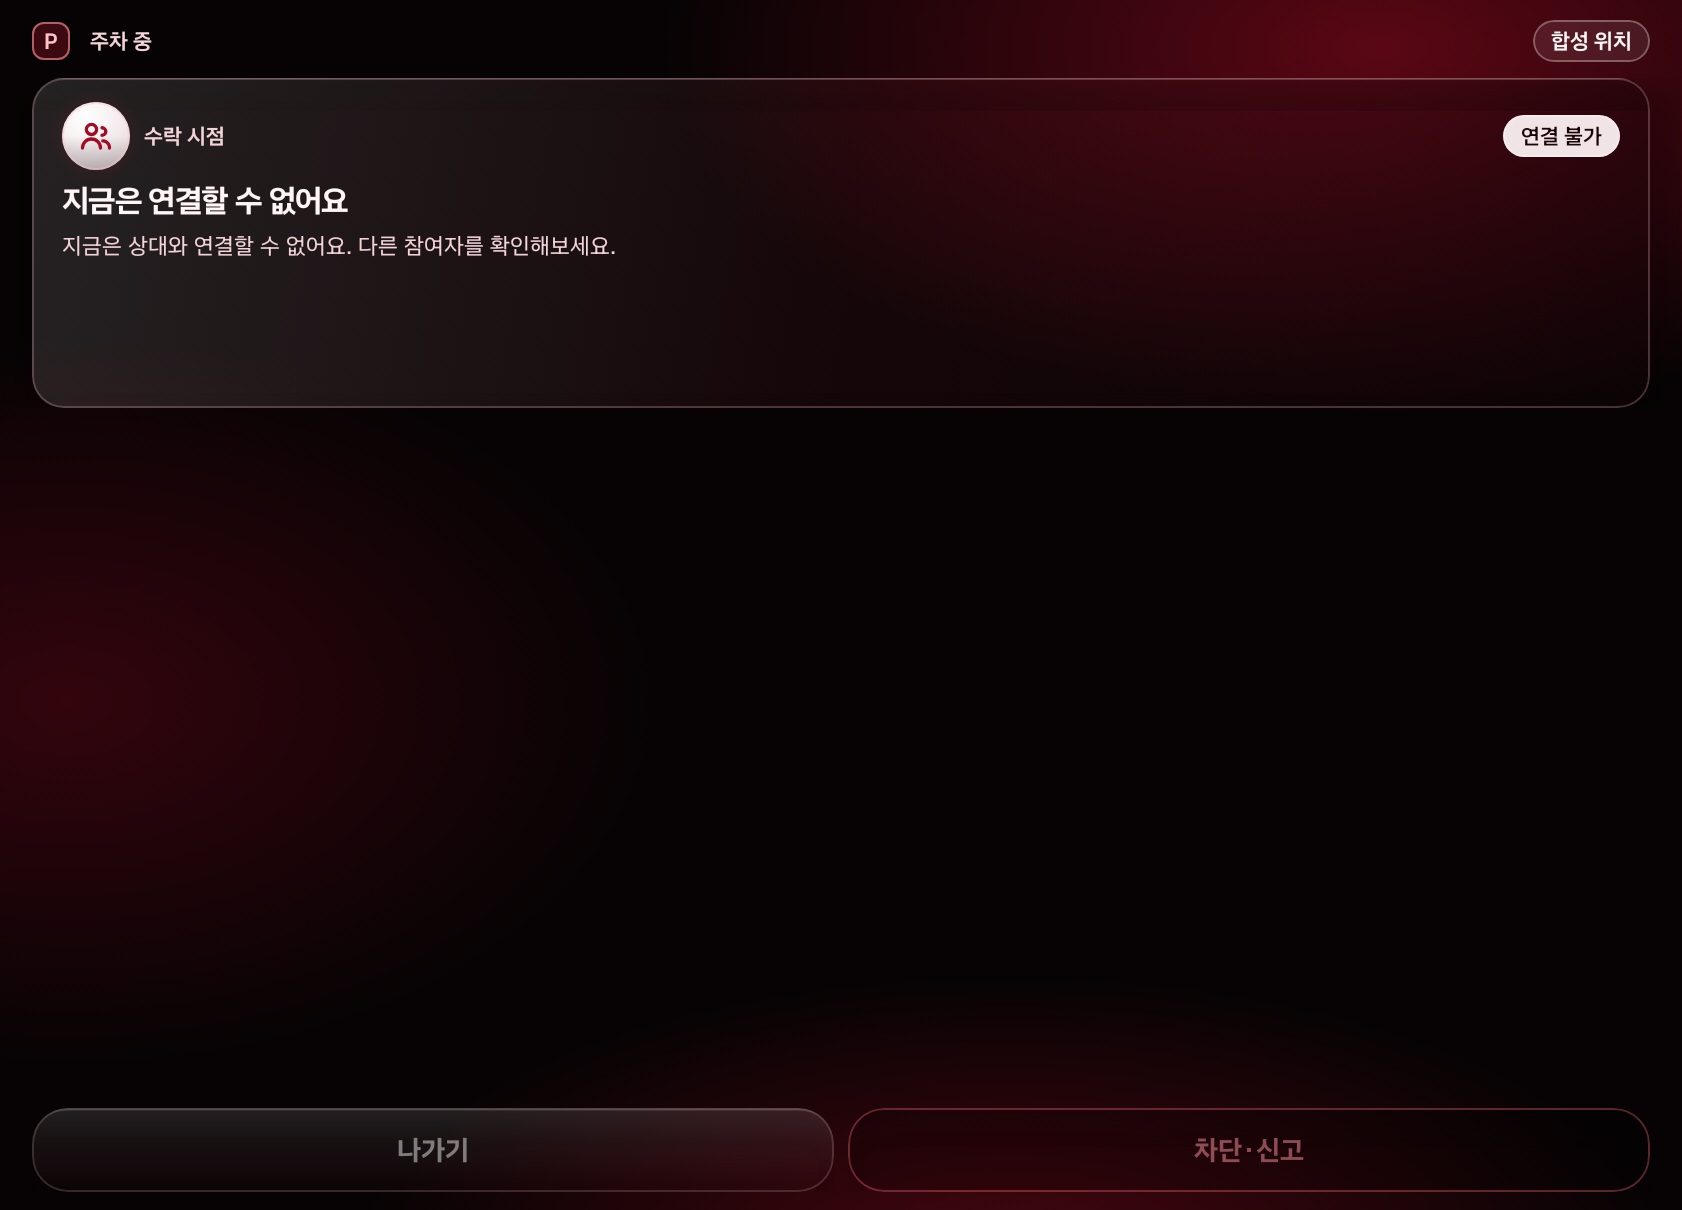 P 주차 중
합성 위치
수락 시점
연결 불가
지금은 연결할 수 없어요
지금은 상대와 연결할 수 없어요. 다른 참여자를 확인해보세요.
나가기
차단·신고